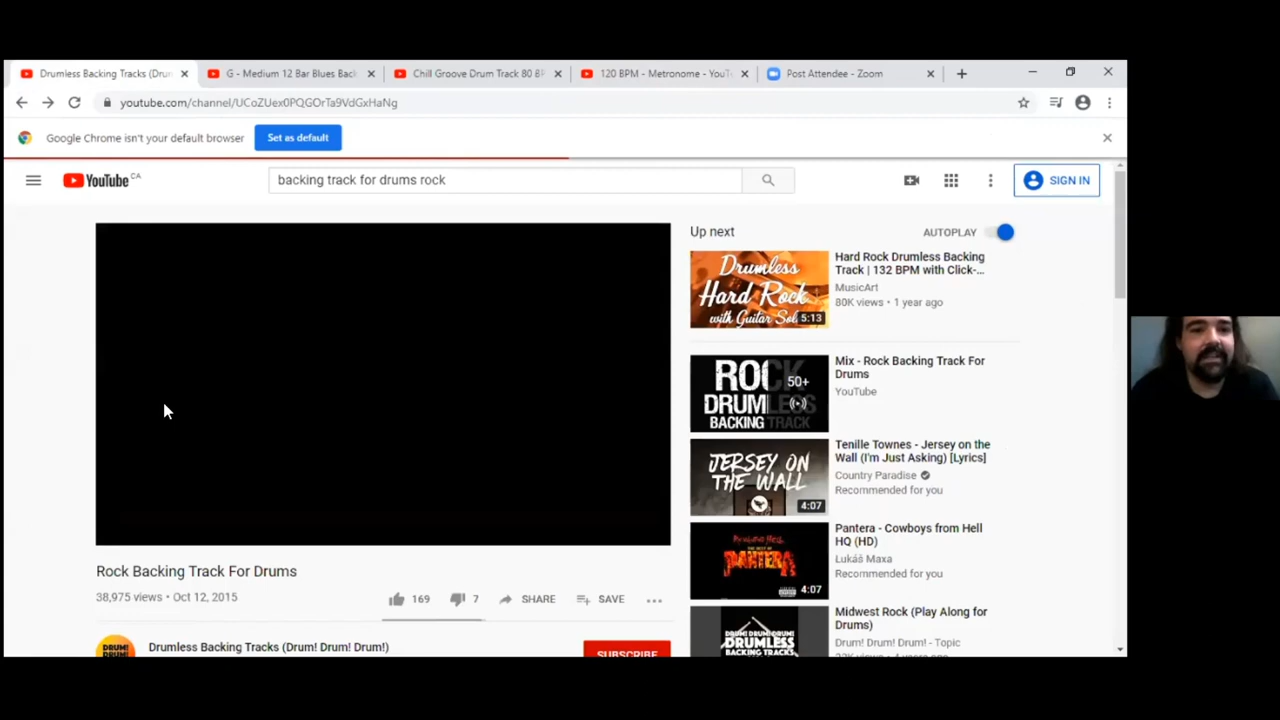 Drumless Backing Tracks (Drum
G - Medium 12 Bar Blues Back
Chill Groove Drum Track 80 BP
120 BPM - Metronome - YouTu
Post Attendee - Zoom
youtube.com/channel/UCoZUex0PQGOrTa9VdGxHaNg
Google Chrome isn't your default browser
Set as default
YouTube CA
backing track for drums rock
SIGN IN
Up next
AUTOPLAY
Drumless
Hard Rock
with Guitar Sol
5:13
Hard Rock Drumless Backing
Track | 132 BPM with Click-...
MusicArt
80K views • 1 year ago
ROCK
DRUMLESS
BACKING TRACK
50+
Mix - Rock Backing Track For
Drums
YouTube
JERSEY ON
THE WALL
4:07
Tenille Townes - Jersey on the
Wall (I'm Just Asking) [Lyrics]
Country Paradise
Recommended for you
PANTERA
4:07
Pantera - Cowboys from Hell
HQ (HD)
Lukáš Maxa
Recommended for you
DRUM! DRUM! DRUM!
DRUMLESS
BACKING TRACKS
Midwest Rock (Play Along for
Drums)
Drum! Drum! Drum! - Topic
Rock Backing Track For Drums
38,975 views • Oct 12, 2015
169
7
SHARE
SAVE
DRUM!
Drumless Backing Tracks (Drum! Drum! Drum!)
SUBSCRIBE